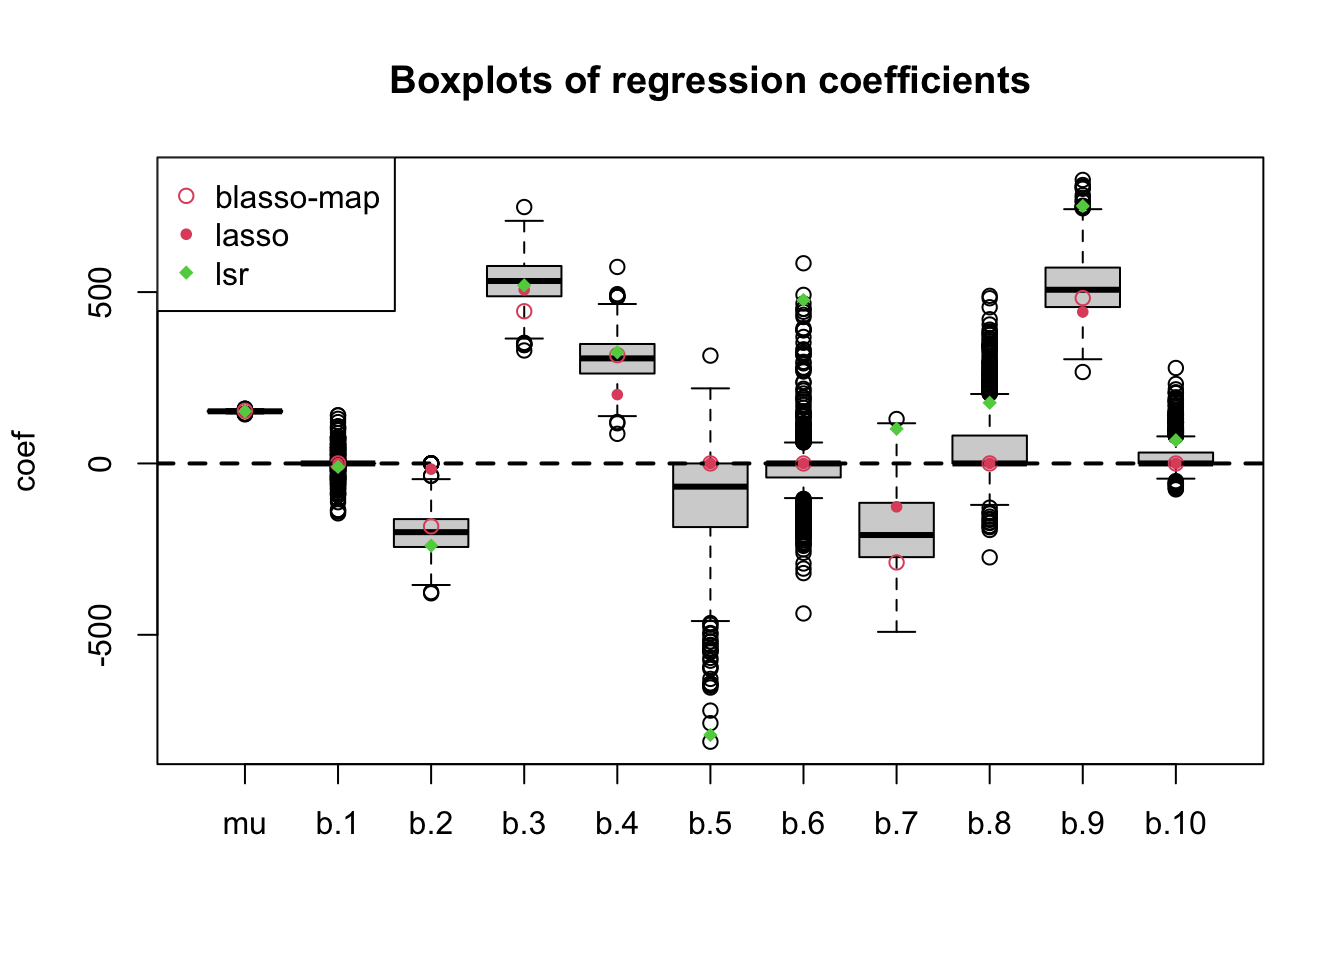 Boxplots of regression coefficients
blasso-map
lasso
lsr
coef
500
0
-500
mu b.1 b.2 b.3 b.4 b.5 b.6 b.7 b.8 b.9 b.10